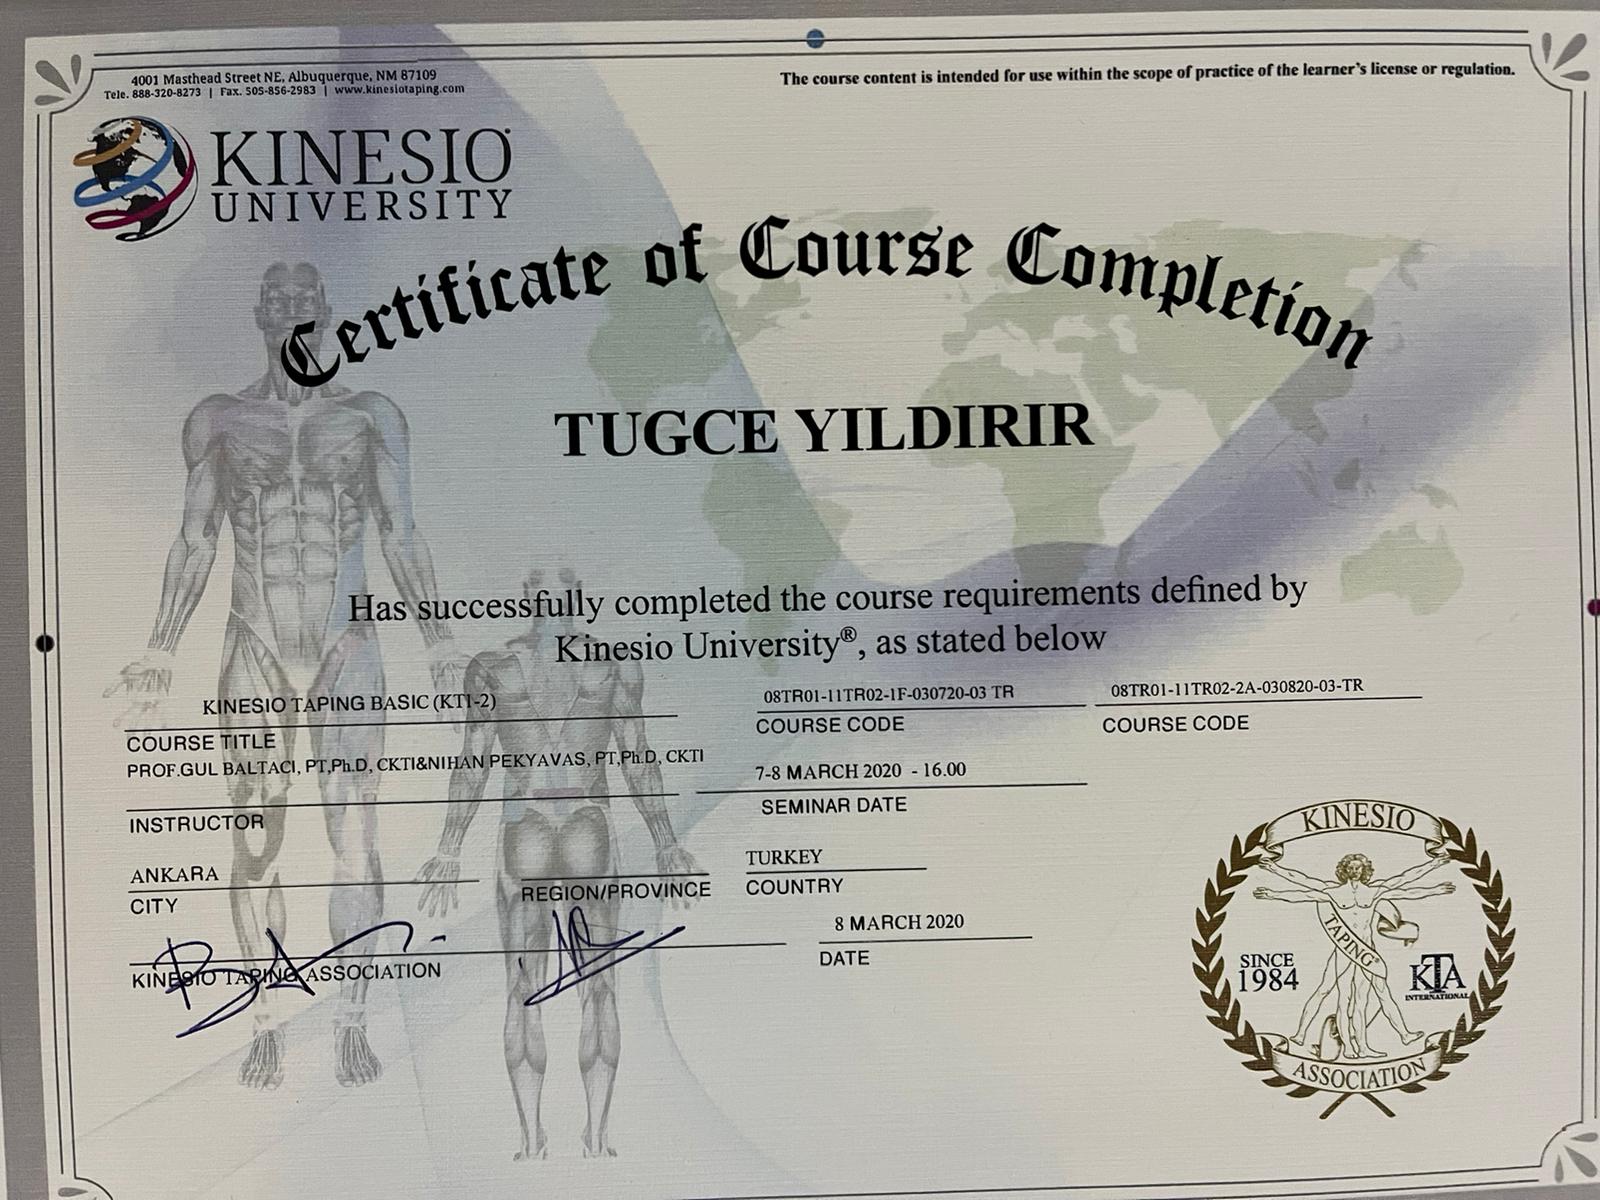 4001 Masthead Street NE, Albuquerque, NM 87109
Tele. 888-320-8273 | Fax. 505-856-2983 | www.kinesiotaping.com
The course content is intended for use within the scope of practice of the learner's license or regulation.
KINESIO
UNIVERSITY
Certificate of Course Completion
TUGCE YILDIRIR
Has successfully completed the course requirements defined by
Kinesio University®, as stated below
KINESIO TAPING BASIC (KT1-2)
COURSE TITLE
08TR01-11TR02-1F-030720-03 TR
COURSE CODE
08TR01-11TR02-2A-030820-03-TR
COURSE CODE
PROF.GUL BALTACI, PT,Ph.D, CKTI&NIHAN PEKYAVAS, PT,Ph.D, CKTI
INSTRUCTOR
7-8 MARCH 2020 - 16.00
SEMINAR DATE
ANKARA
CITY
REGION/PROVINCE
TURKEY
COUNTRY
KINESIO TAPING ASSOCIATION
8 MARCH 2020
DATE
KINESIO
TAPING®
SINCE
1984
KTA
INTERNATIONAL
ASSOCIATION